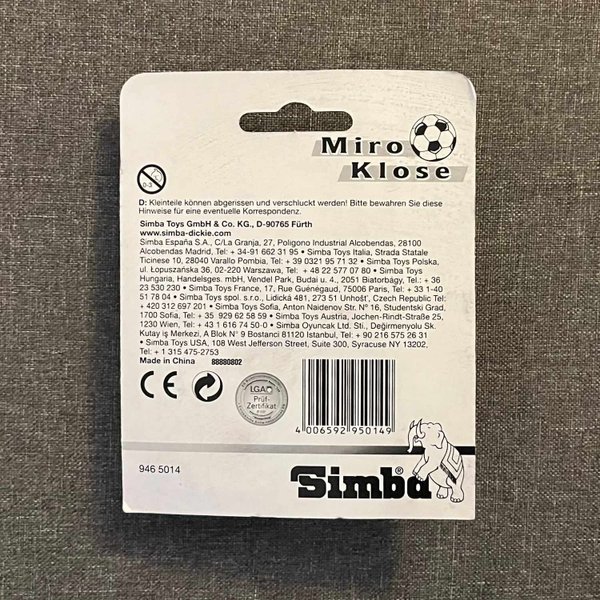 Miro
Klose
0-3
D: Kleinteile können abgerissen und verschluckt werden! Bitte bewahren Sie diese
Hinweise für eine eventuelle Korrespondenz.
Simba Toys GmbH & Co. KG., D-90765 Fürth
www.simba-dickie.com
Simba España S.A., C/La Granja, 27, Poligono Industrial Alcobendas, 28100
Alcobendas Madrid, Tel: + 34-91 662 31 95 • Simba Toys Italia, Strada Statale
Ticinese 10, 28040 Varallo Pombia, Tel: + 39 0321 95 71 32 • Simba Toys Polska,
ul. Łopuszańska 36, 02-220 Warszawa, Tel: + 48 22 577 07 80 • Simba Toys
Hungaria, Handelsges. mbH, Vendel Park, Budai u. 4., 2051 Biatorbágy, Tel.: + 36
23 530 230 • Simba Toys France, 17, Rue Guénégaud, 75006 Paris, Tel: + 33 1-40
51 78 04 • Simba Toys spol. s r.o., Lidická 481, 273 51 Unhošt', Czech Republic Tel:
+ 420 312 697 201 • Simba Toys Sofia, Anton Naidenov Str. N° 16, Studentski Grad,
1700 Sofia, Tel: + 35 929 62 58 59 • Simba Toys Austria, Jochen-Rindt-Straße 25,
1230 Wien, Tel: + 43 1 616 74 50-0 • Simba Oyuncak Ltd. Sti., Değirmenyolu Sk.
Kutay iş Merkezi, A Blok N° 9 Bostanci 81120 Istanbul, Tel: + 90 216 575 26 31
• Simba Toys USA, 108 West Jefferson Street, Suite 300, Syracuse NY 13202,
Tel: + 1 315 475-2753
Made in China 88880802
CE
LGA
Prüf-
Zertifikat
4 006592 950149
946 5014
Simba®